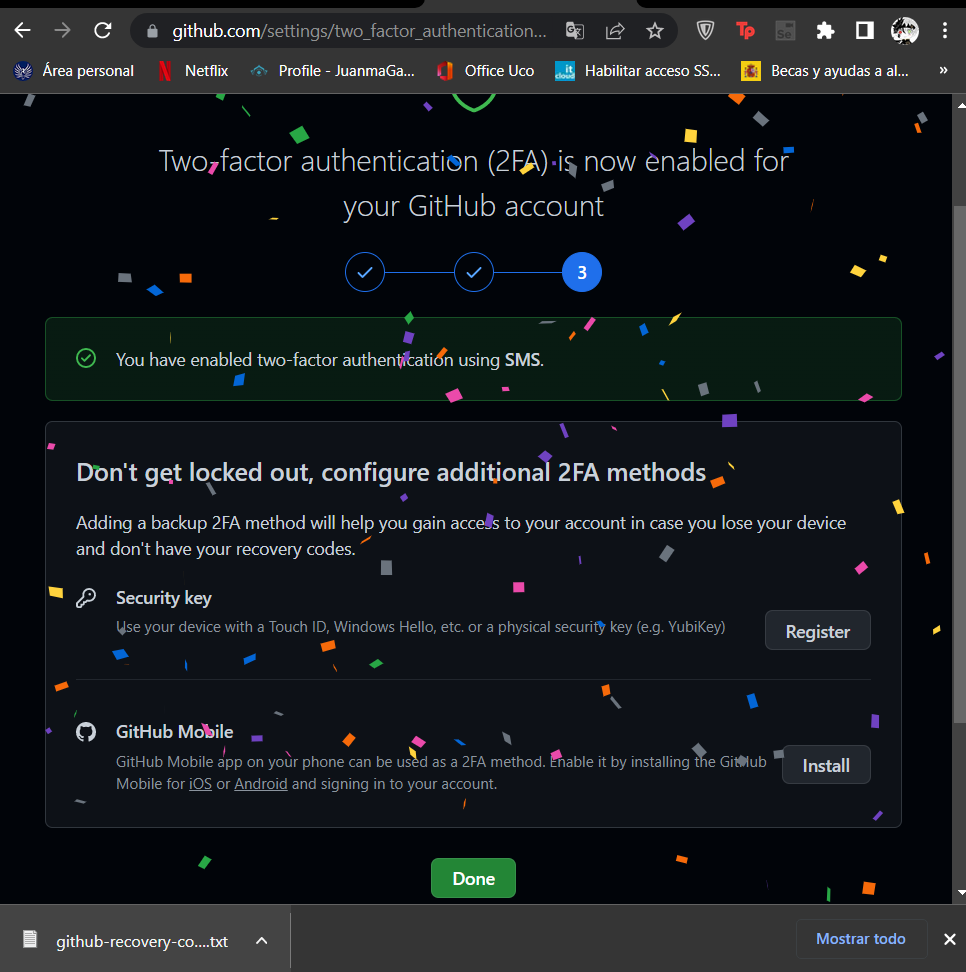 github.com/settings/two_factor_authentication...
Área personal
Netflix
Profile - JuanmaGa...
Office Uco
Habilitar acceso SS...
Becas y ayudas a al...
»
Two-factor authentication (2FA) is now enabled for
your GitHub account
3
You have enabled two-factor authentication using SMS.
Don't get locked out, configure additional 2FA methods
Adding a backup 2FA method will help you gain access to your account in case you lose your device
and don't have your recovery codes.
Security key
Use your device with a Touch ID, Windows Hello, etc. or a physical security key (e.g. YubiKey)
Register
GitHub Mobile
GitHub Mobile app on your phone can be used as a 2FA method. Enable it by installing the GitHub
Mobile for iOS or Android and signing in to your account.
Install
Done
github-recovery-co....txt
Mostrar todo